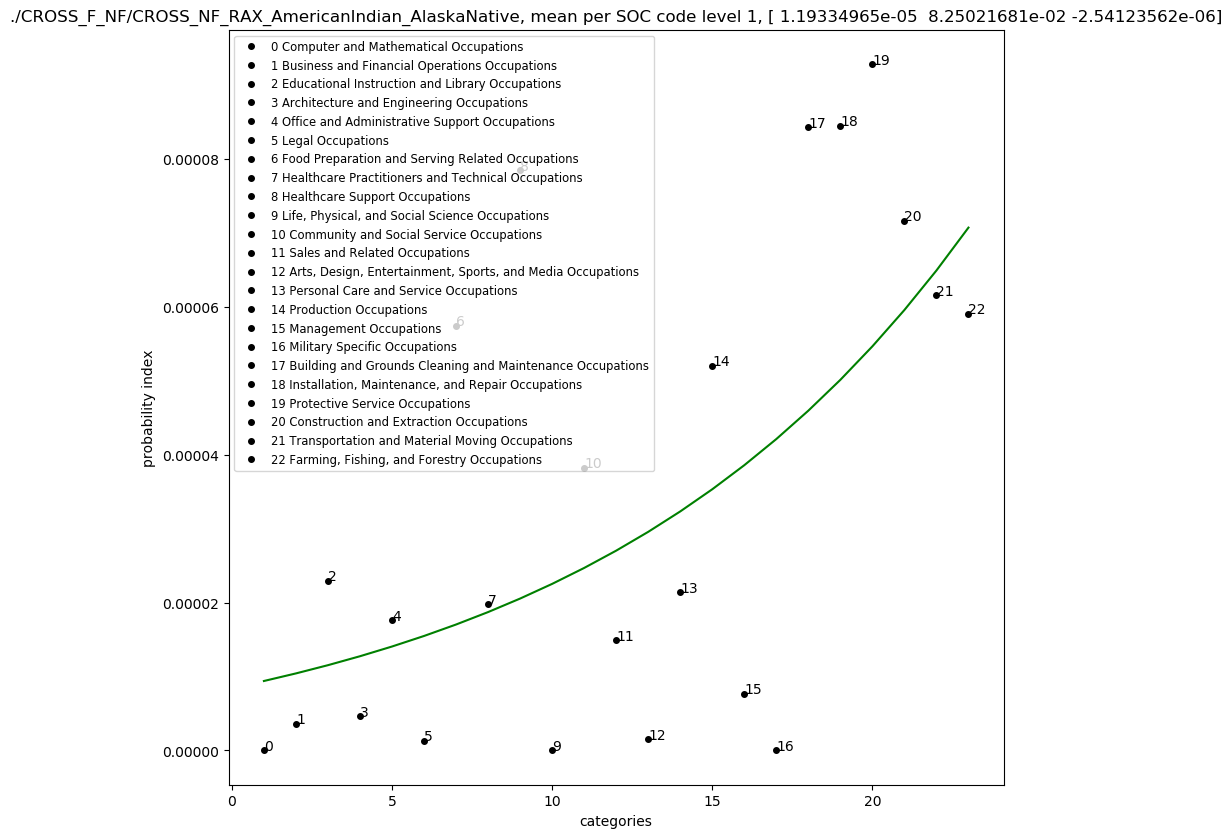 ./CROSS_F_NF/CROSS_NF_RAX_AmericanIndian_AlaskaNative, mean per SOC code level 1, [ 1.19334965e-05  8.25021681e-02 -2.54123562e-06]
0 Computer and Mathematical Occupations
1 Business and Financial Operations Occupations
2 Educational Instruction and Library Occupations
3 Architecture and Engineering Occupations
4 Office and Administrative Support Occupations
5 Legal Occupations
6 Food Preparation and Serving Related Occupations
7 Healthcare Practitioners and Technical Occupations
8 Healthcare Support Occupations
9 Life, Physical, and Social Science Occupations
10 Community and Social Service Occupations
11 Sales and Related Occupations
12 Arts, Design, Entertainment, Sports, and Media Occupations
13 Personal Care and Service Occupations
14 Production Occupations
15 Management Occupations
16 Military Specific Occupations
17 Building and Grounds Cleaning and Maintenance Occupations
18 Installation, Maintenance, and Repair Occupations
19 Protective Service Occupations
20 Construction and Extraction Occupations
21 Transportation and Material Moving Occupations
22 Farming, Fishing, and Forestry Occupations
19
17
18
8
20
6
21
22
14
10
2
7
4
13
11
15
3
1
12
5
0
9
16
0.00008
0.00006
0.00004
0.00002
0.00000
probability index
0
5
10
15
20
categories